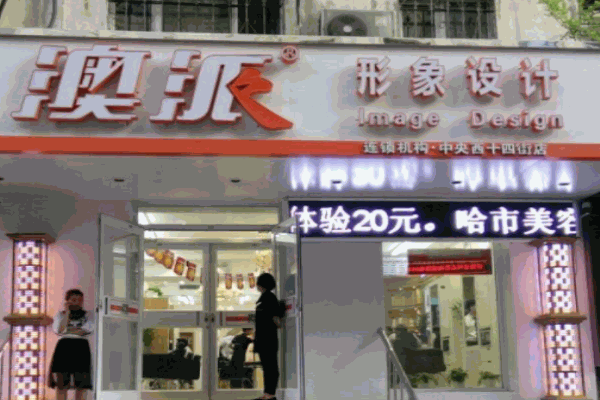 澳派®
形象设计
Image Design
连锁机构·中央西十四街店
体验20元。哈市美容